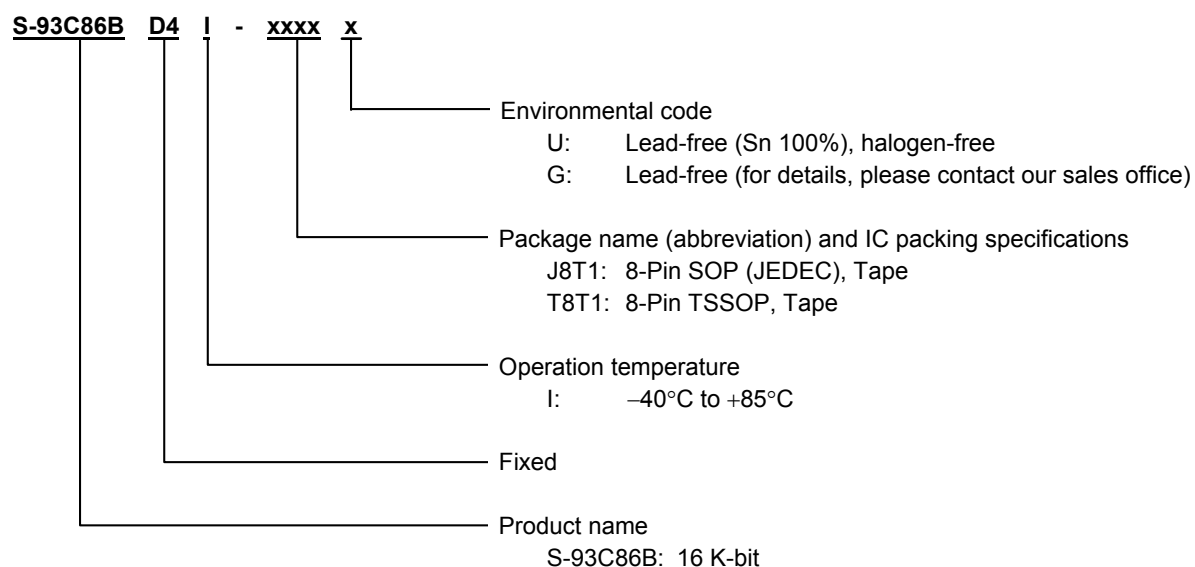 S-93C86B D4 I - xxxx x
Environmental code
U: Lead-free (Sn 100%), halogen-free
G: Lead-free (for details, please contact our sales office)
Package name (abbreviation) and IC packing specifications
J8T1: 8-Pin SOP (JEDEC), Tape
T8T1: 8-Pin TSSOP, Tape
Operation temperature
I: −40°C to +85°C
Fixed
Product name
S-93C86B: 16 K-bit